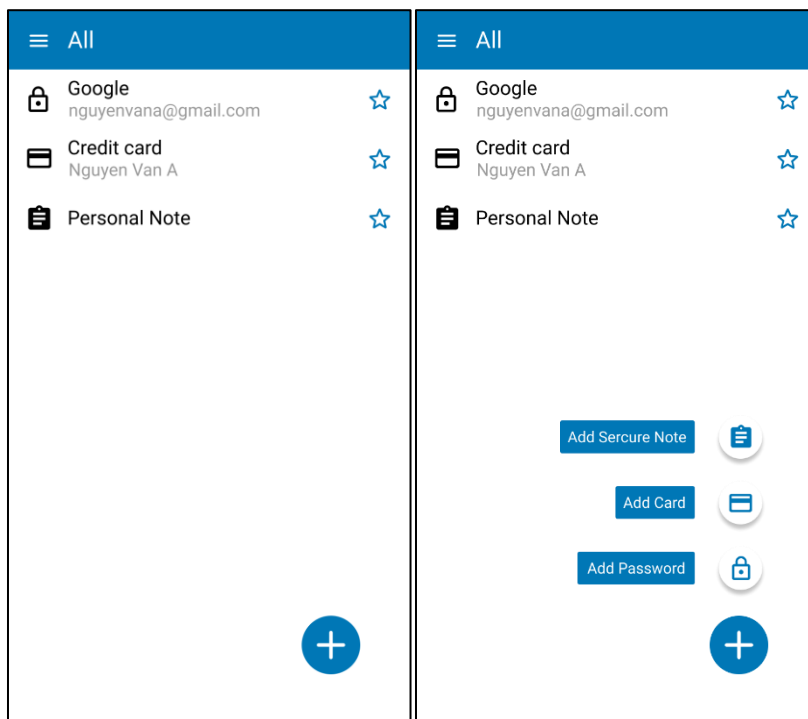 All
Google
nguyenvana@gmail.com
Credit card
Nguyen Van A
Personal Note
All
Google
nguyenvana@gmail.com
Credit card
Nguyen Van A
Personal Note
Add Sercure Note
Add Card
Add Password